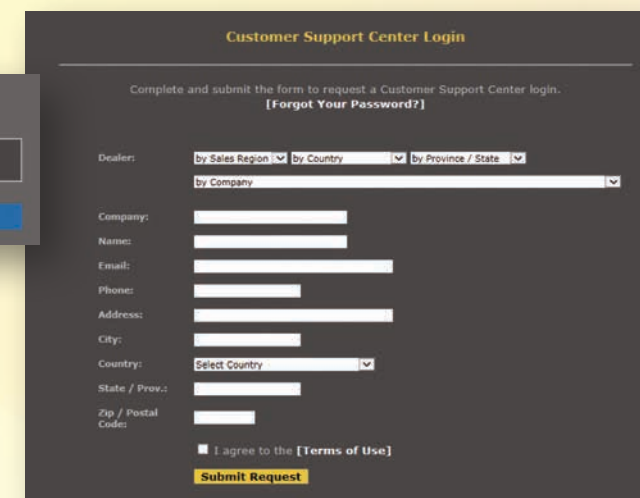 Customer Support Center Login
Complete and submit the form to request a Customer Support Center login.
[Forgot Your Password?]
Dealer: by Sales Region by Country by Province / State
by Company
Company:
Name:
Email:
Phone:
Address:
City:
Country: Select Country
State / Prov.:
Zip / Postal
Code:
I agree to the [Terms of Use]
Submit Request